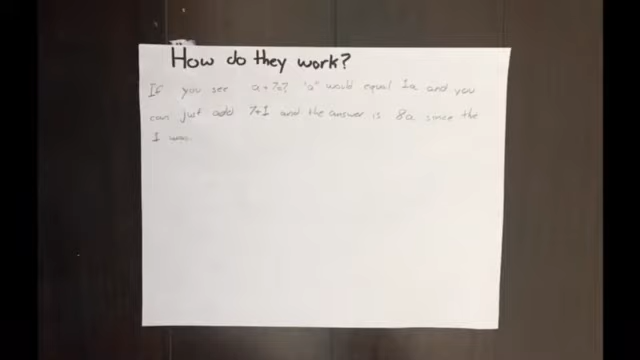 How do they work?
If you see a+7a? "a" would equal 1a and you
can just add 7+1 and the answer is 8a since the
1 was